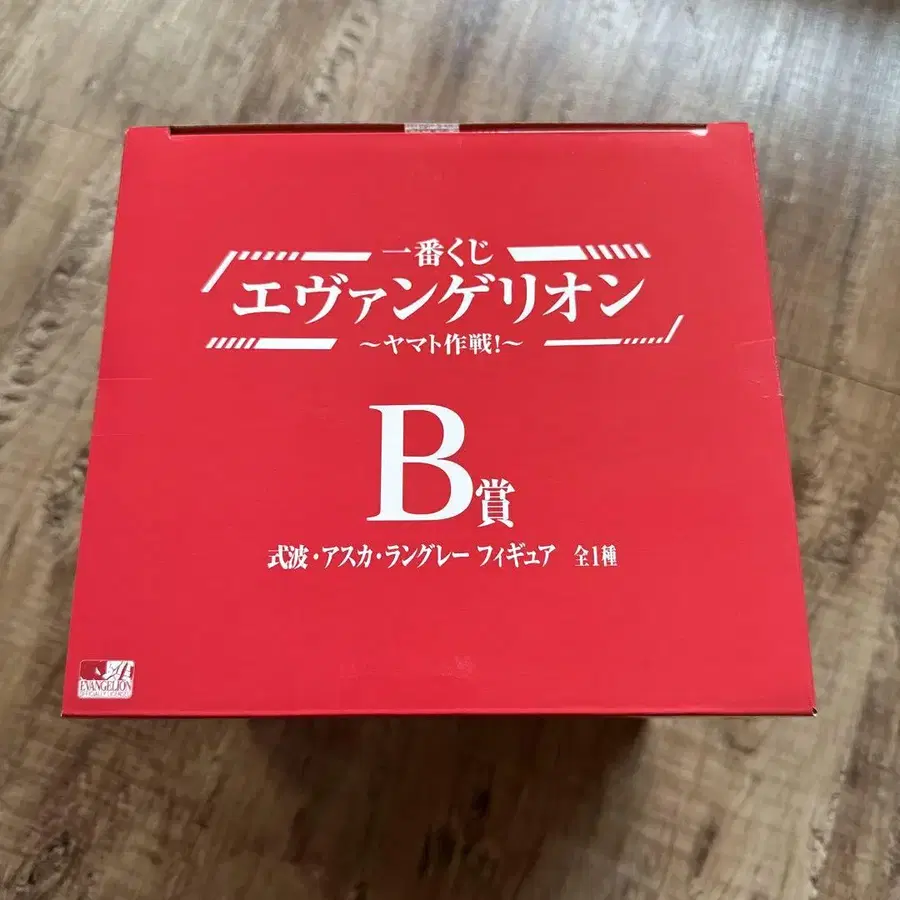 一番くじ
エヴァンゲリオン
～ヤマト作戦!～
B賞
式波・アスカ・ラングレー フィギュア 全1種
EVANGELION
OFFICIALLY LICENSED